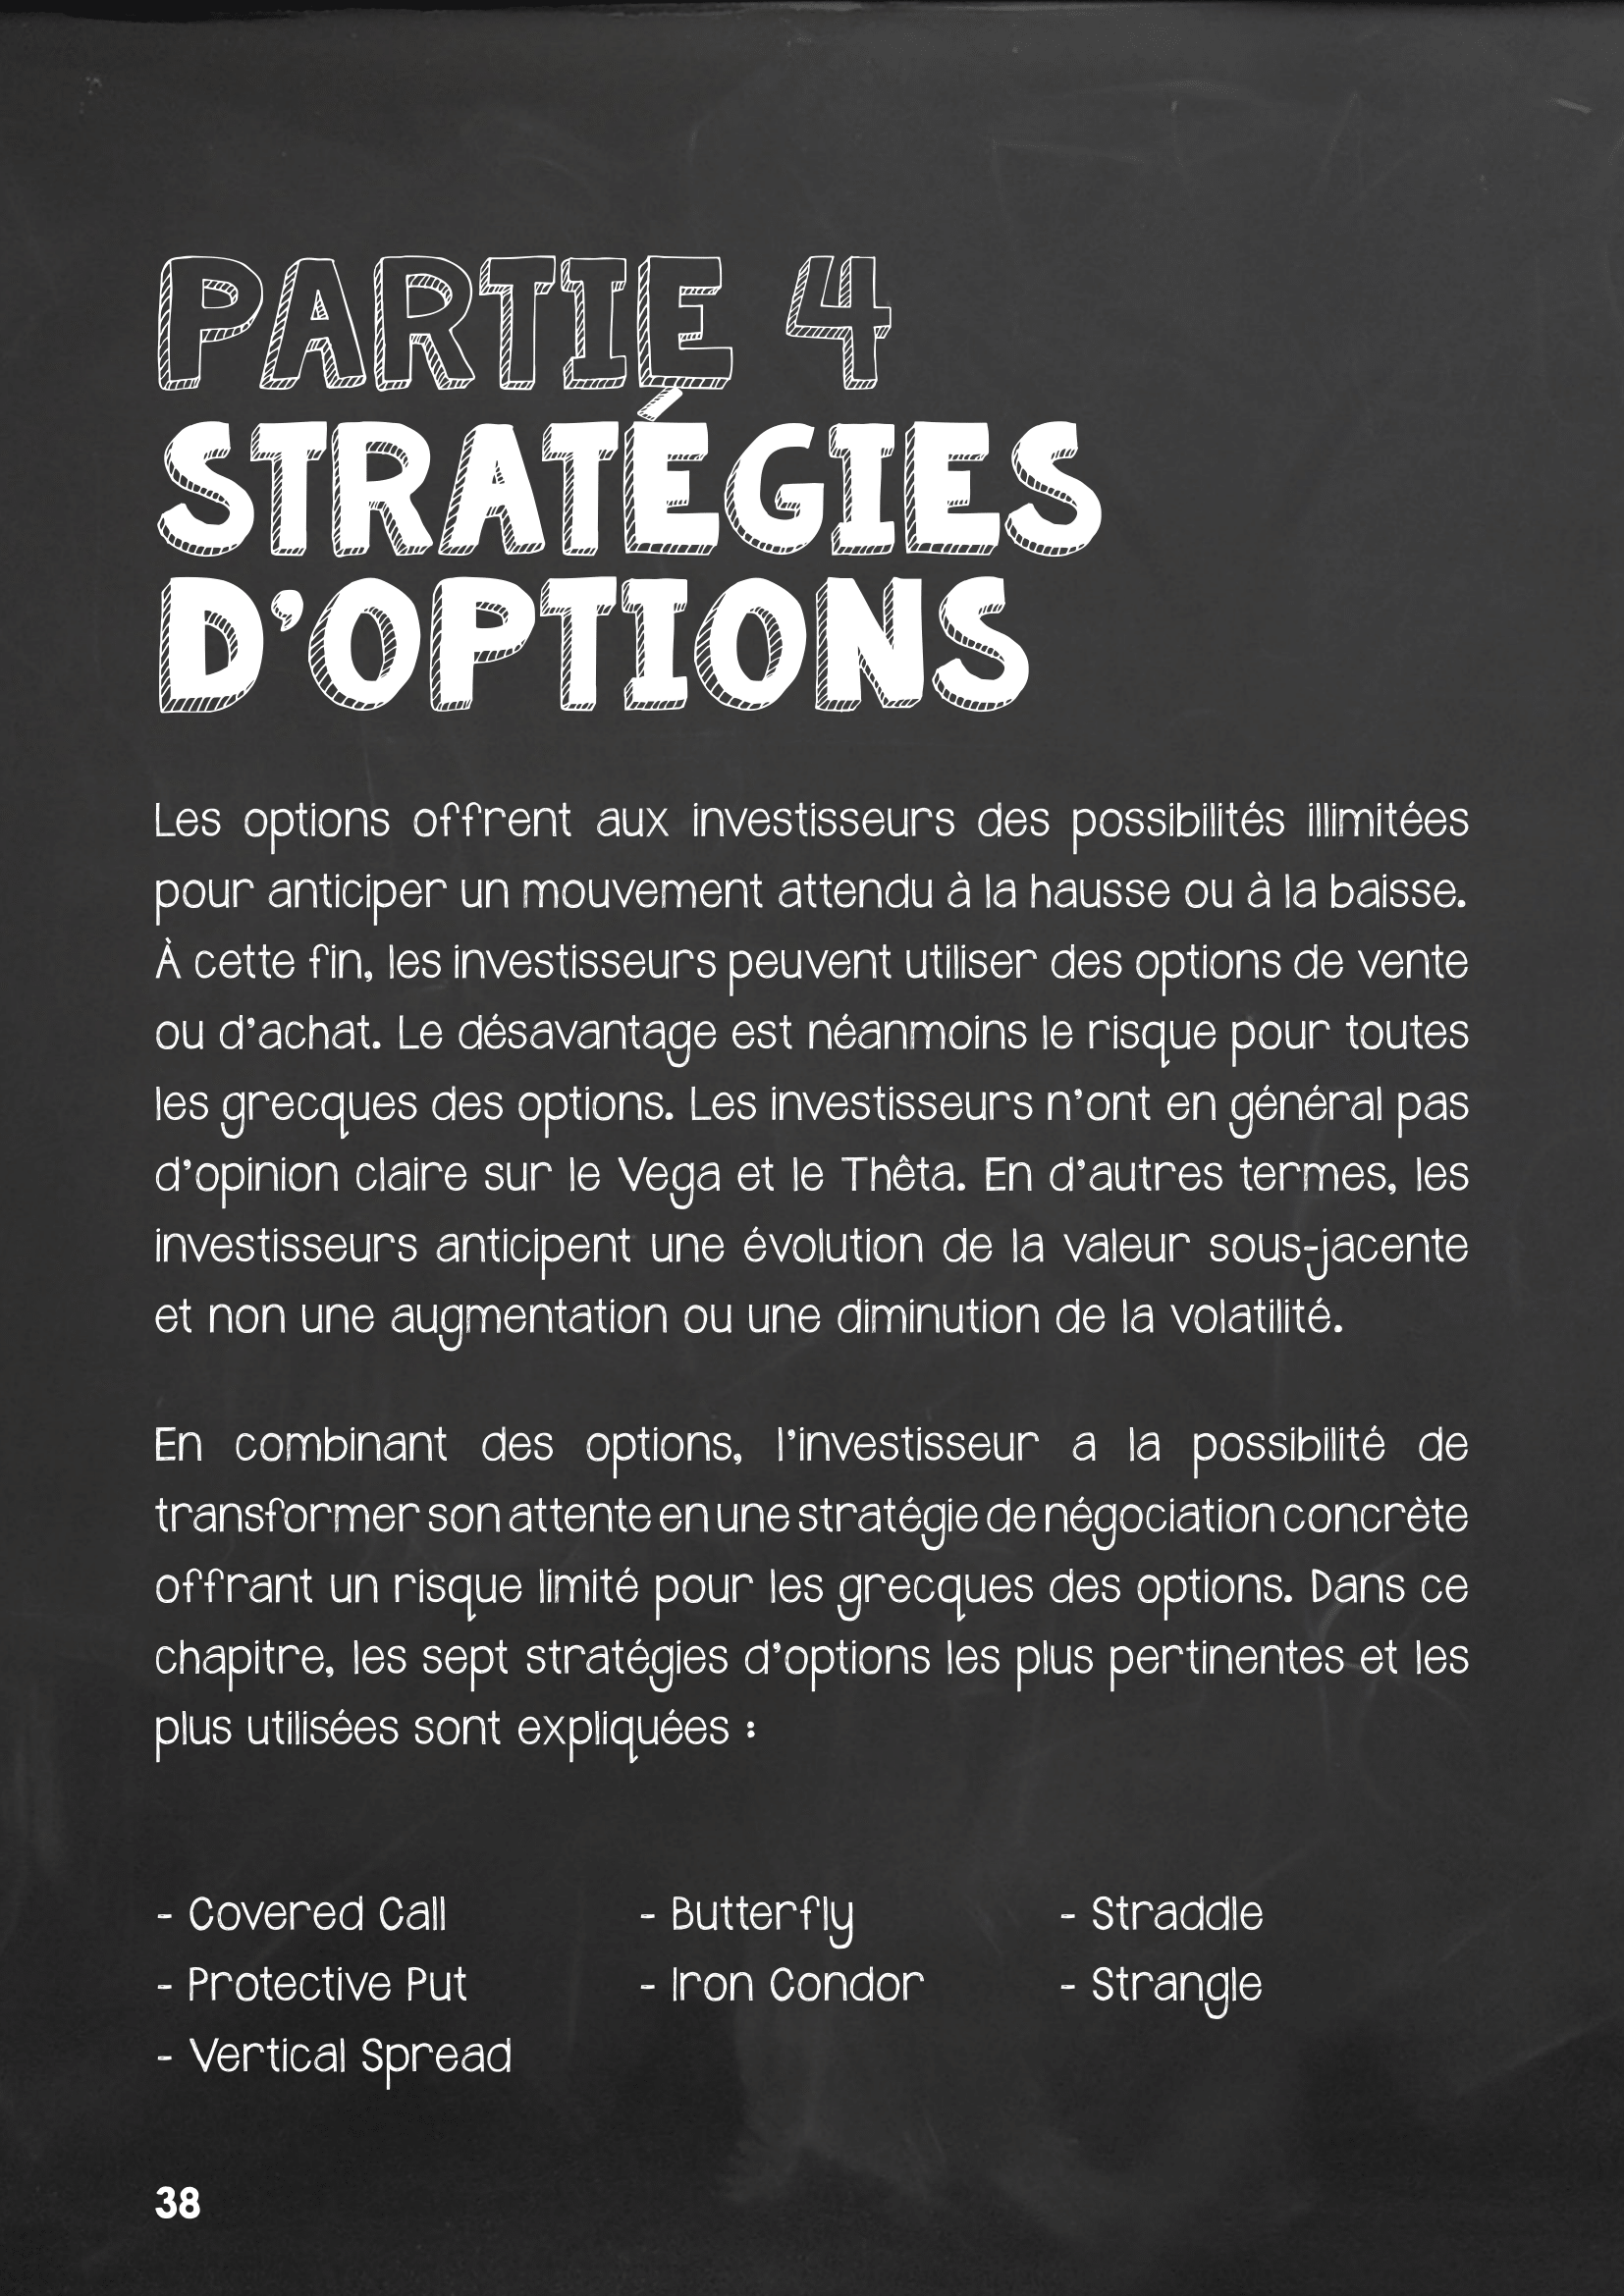 PARTIE 4
STRATÉGIES
D’OPTIONS
Les options offrent aux investisseurs des possibilités illimitées
pour anticiper un mouvement attendu à la hausse ou à la baisse.
À cette fin, les investisseurs peuvent utiliser des options de vente
ou d’achat. Le désavantage est néanmoins le risque pour toutes
les grecques des options. Les investisseurs n’ont en général pas
d’opinion claire sur le Vega et le Thêta. En d’autres termes, les
investisseurs anticipent une évolution de la valeur sous-jacente
et non une augmentation ou une diminution de la volatilité.
En combinant des options, l’investisseur a la possibilité de
transformer son attente en une stratégie de négociation concrète
offrant un risque limité pour les grecques des options. Dans ce
chapitre, les sept stratégies d’options les plus pertinentes et les
plus utilisées sont expliquées :
- Covered Call
- Protective Put
- Vertical Spread
- Butterfly
- Iron Condor
- Straddle
- Strangle
38